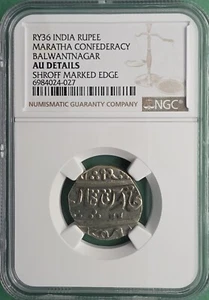 RY36 INDIA RUPEE
MARATHA CONFEDERACY
BALWANTNAGAR
AU DETAILS
SHROFF MARKED EDGE
6984024-027
NUMISMATIC GUARANTY COMPANY
NGC